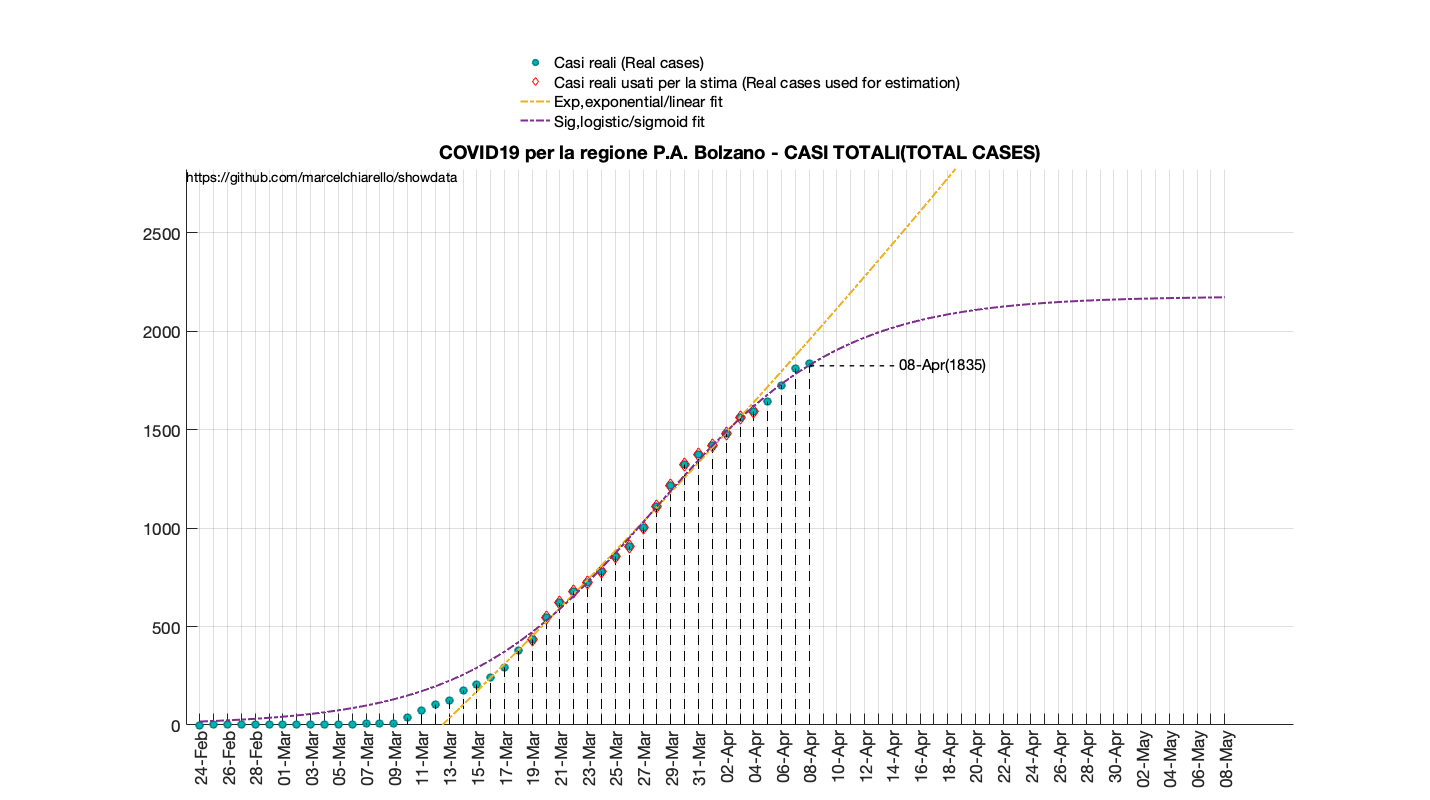 Casi reali (Real cases)
Casi reali usati per la stima (Real cases used for estimation)
Exp,exponential/linear fit
Sig,logistic/sigmoid fit
COVID19 per la regione P.A. Bolzano - CASI TOTALI(TOTAL CASES)
https://github.com/marcelchiarello/showdata
2500
2000
08-Apr(1835)
1500
1000
500
0
24-Feb
26-Feb
28-Feb
01-Mar
03-Mar
05-Mar
07-Mar
09-Mar
11-Mar
13-Mar
15-Mar
17-Mar
19-Mar
21-Mar
23-Mar
25-Mar
27-Mar
29-Mar
31-Mar
02-Apr
04-Apr
06-Apr
08-Apr
10-Apr
12-Apr
14-Apr
16-Apr
18-Apr
20-Apr
22-Apr
24-Apr
26-Apr
28-Apr
30-Apr
02-May
04-May
06-May
08-May